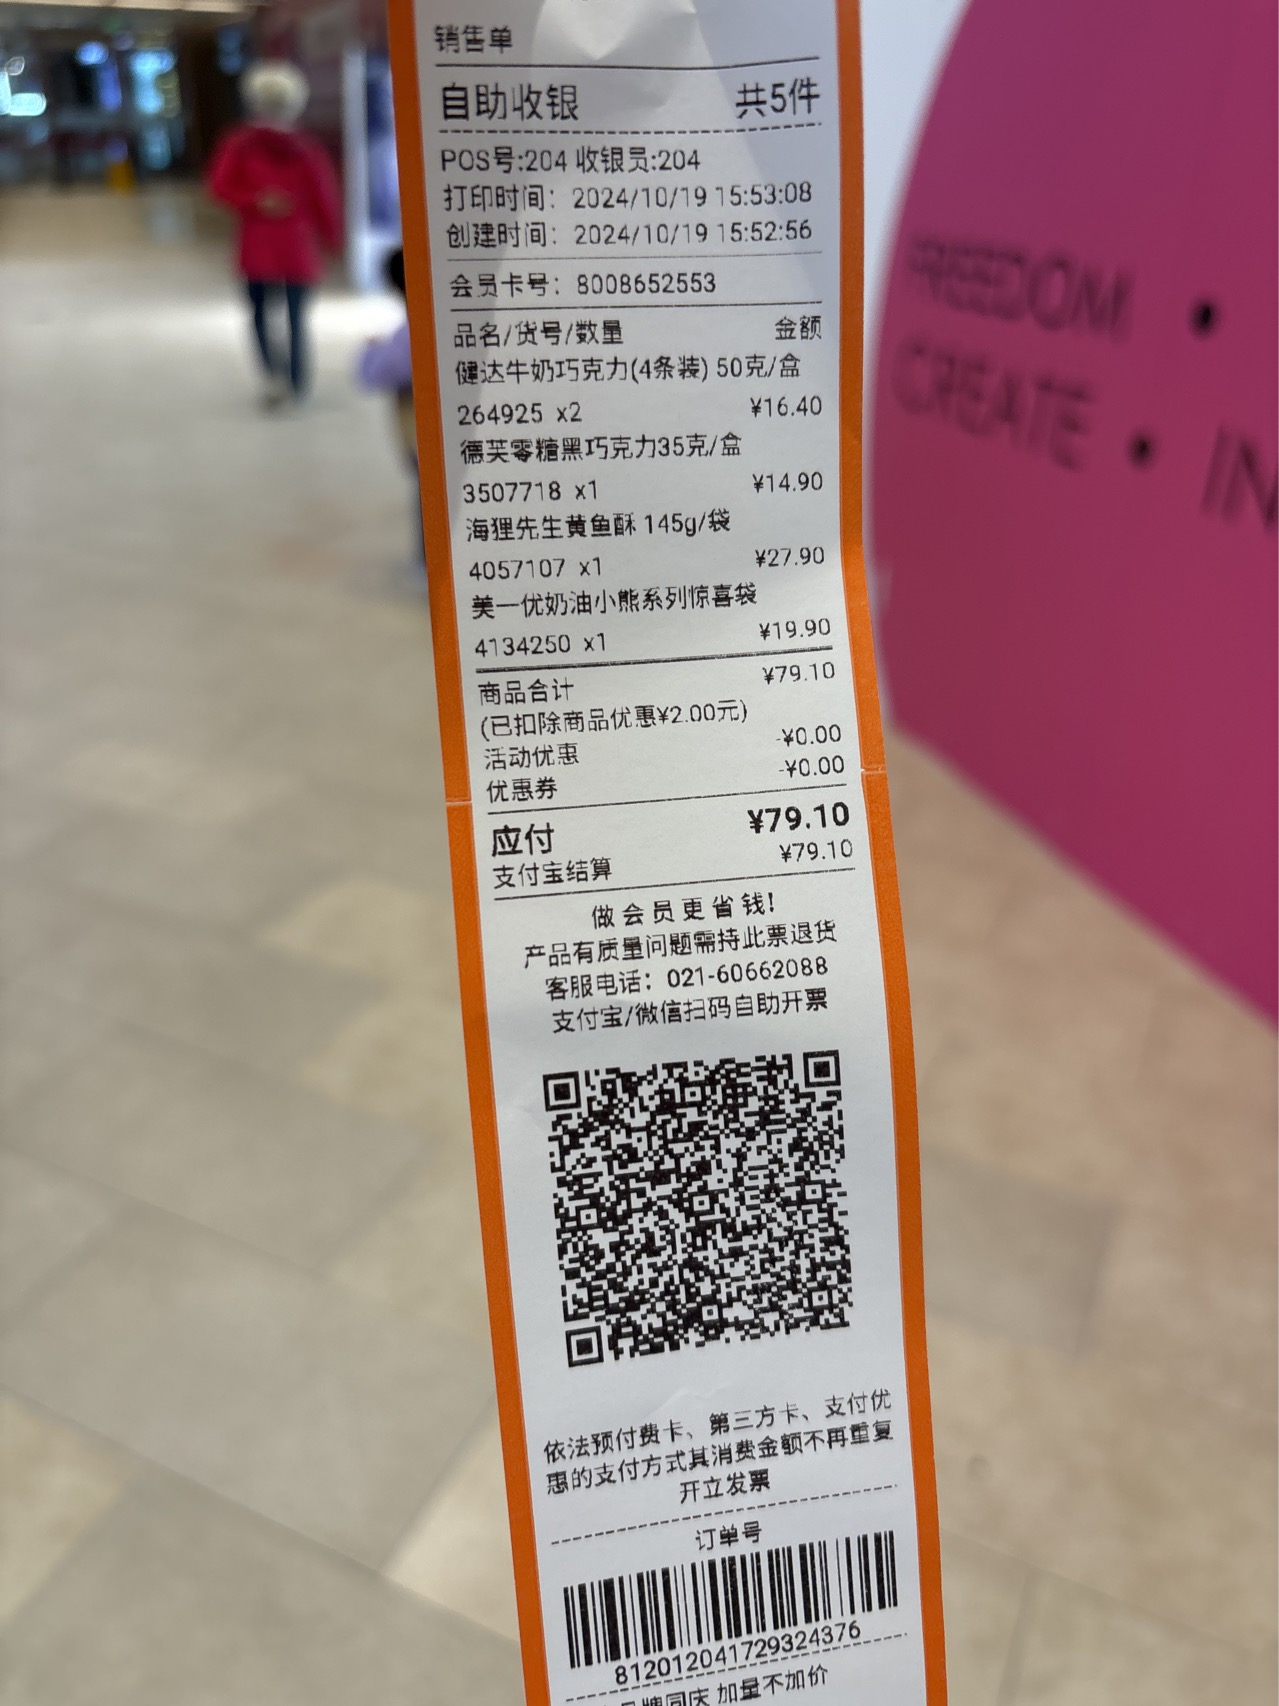 销售单
自助收银 共5件
POS号:204 收银员:204
打印时间: 2024/10/19 15:53:08
创建时间: 2024/10/19 15:52:56
会员卡号: 8008652553
品名/货号/数量 金额
健达牛奶巧克力(4条装) 50克/盒
264925 x2 ¥16.40
德芙零糖黑巧克力35克/盒
3507718 x1 ¥14.90
海狸先生黄鱼酥 145g/袋
4057107 x1 ¥27.90
美一优奶油小熊系列惊喜袋
4134250 x1 ¥19.90
商品合计 ¥79.10
(已扣除商品优惠¥2.00元)
活动优惠 -¥0.00
优惠券 -¥0.00
应付 ¥79.10
支付宝结算 ¥79.10
做会员更省钱!
产品有质量问题需持此票退货
客服电话: 021-60662088
支付宝/微信扫码自助开票
依法预付费卡、第三方卡、支付优
惠的支付方式其消费金额不再重复
开立发票
订单号
812012041729324376
品牌同庆 加量不加价
FREEDOM •
CREATE • IN